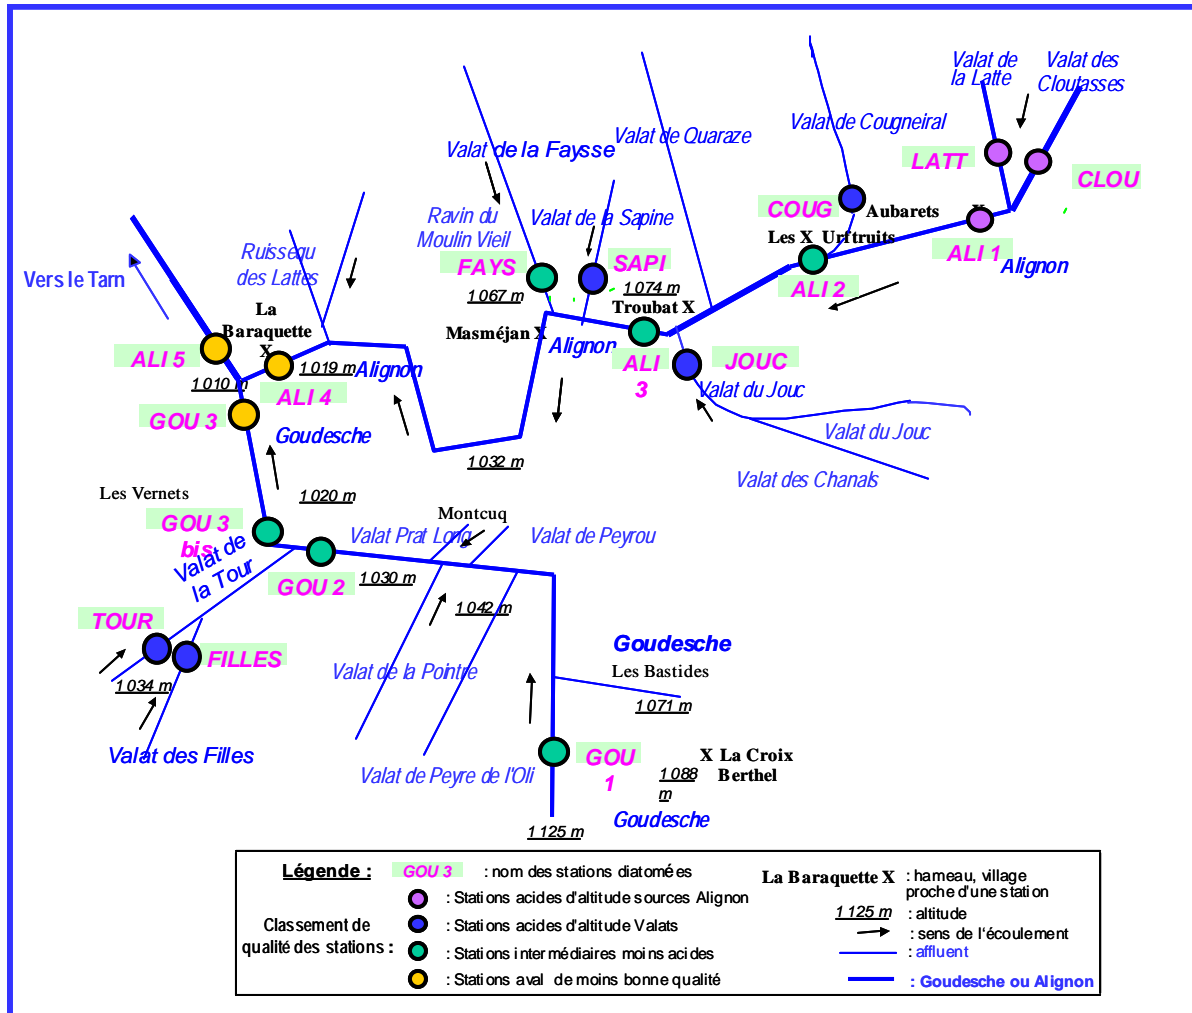 Valat de
la Latte
Valat des
Cloutasses
Valat de Quaraze
Valat de Cougneiral
LATT
CLOU
Valat de la Faysse
COUG
Aubarets
X
Ravin du
Moulin Vieil
Valat de la Sapine
Les X Urftruits
ALI 1
Alignon
Ruissequ
des Lattes
FAYS
SAPI
ALI 2
Vers le Tarn
1 067 m
1 074 m
La
Baraquette
X
Masméjan X
Troubat X
ALI 5
1 019 m
Alignon
Alignon
ALI
3
JOUC
1 010 m
ALI 4
Valat du Jouc
GOU 3
Goudesche
Valat du Jouc
1 032 m
Valat des Chanals
Les Vernets
1 020 m
Montcuq
GOU 3
bis
Valat Prat Long
Valat de Peyrou
Valat de
la Tour
GOU 2
1 030 m
1 042 m
TOUR
FILLES
Goudesche
Les Bastides
1 034 m
Valat de la Pointre
1 071 m
Valat des Filles
Valat de Peyre de l'Oli
GOU
1
X La Croix
Berthel
1 088
m
Goudesche
1 125 m
Légende :
GOU 3 : nom des stations diatomées
: Stations acides d'altitude sources Alignon
Classement de
qualité des stations :
: Stations acides d'altitude Valats
: Stations intermédiaires moins acides
: Stations aval de moins bonne qualité
La Baraquette X : hameau, village
proche d'une station
1 125 m : altitude
: sens de l'écoulement
: affluent
: Goudesche ou Alignon